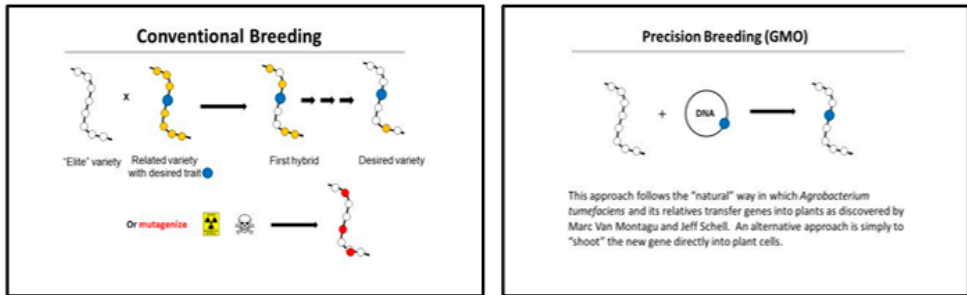 Conventional Breeding
X
"Elite" variety
Related variety
with desired trait
First hybrid
Desired variety
Or mutagenize
Precision Breeding (GMO)
+
DNA
This approach follows the "natural" way in which Agrobacterium
tumefaciens and its relatives transfer genes into plants as discovered by
Marc Van Montagu and Jeff Schell. An alternative approach is simply to
"shoot" the new gene directly into plant cells.